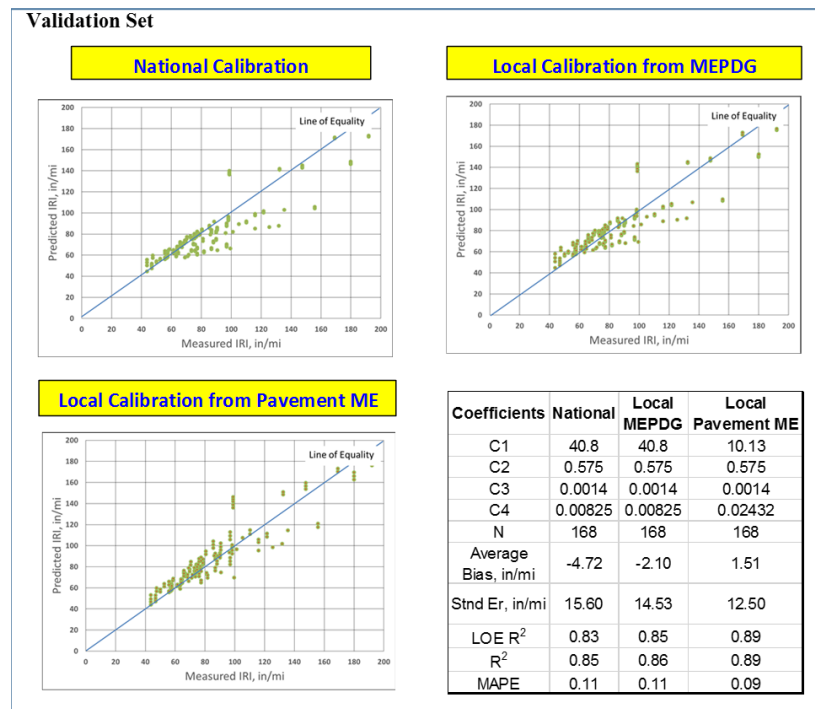 Validation Set
National Calibration
200
180
160
140
120
100
80
60
40
20
0
Line of Equality
Predicted IRI, in/mi
0 20 40 60 80 100 120 140 160 180 200
Measured IRI, in/mi
Local Calibration from MEPDG
200
180
160
140
120
100
80
60
40
20
0
Line of Equality
Predicted IRI, in/mi
0 20 40 60 80 100 120 140 160 180 200
Measured IRI, in/mi
Local Calibration from Pavement ME
200
180
160
140
120
100
80
60
40
20
0
Line of Equality
Predicted IRI, in/mi
0 20 40 60 80 100 120 140 160 180 200
Measured IRI, in/mi
Coefficients National Local MEPDG Local Pavement ME
C1 40.8 40.8 10.13
C2 0.575 0.575 0.575
C3 0.0014 0.0014 0.0014
C4 0.00825 0.00825 0.02432
N 168 168 168
Average Bias, in/mi -4.72 -2.10 1.51
Stnd Er, in/mi 15.60 14.53 12.50
LOE R² 0.83 0.85 0.89
R² 0.85 0.86 0.89
MAPE 0.11 0.11 0.09